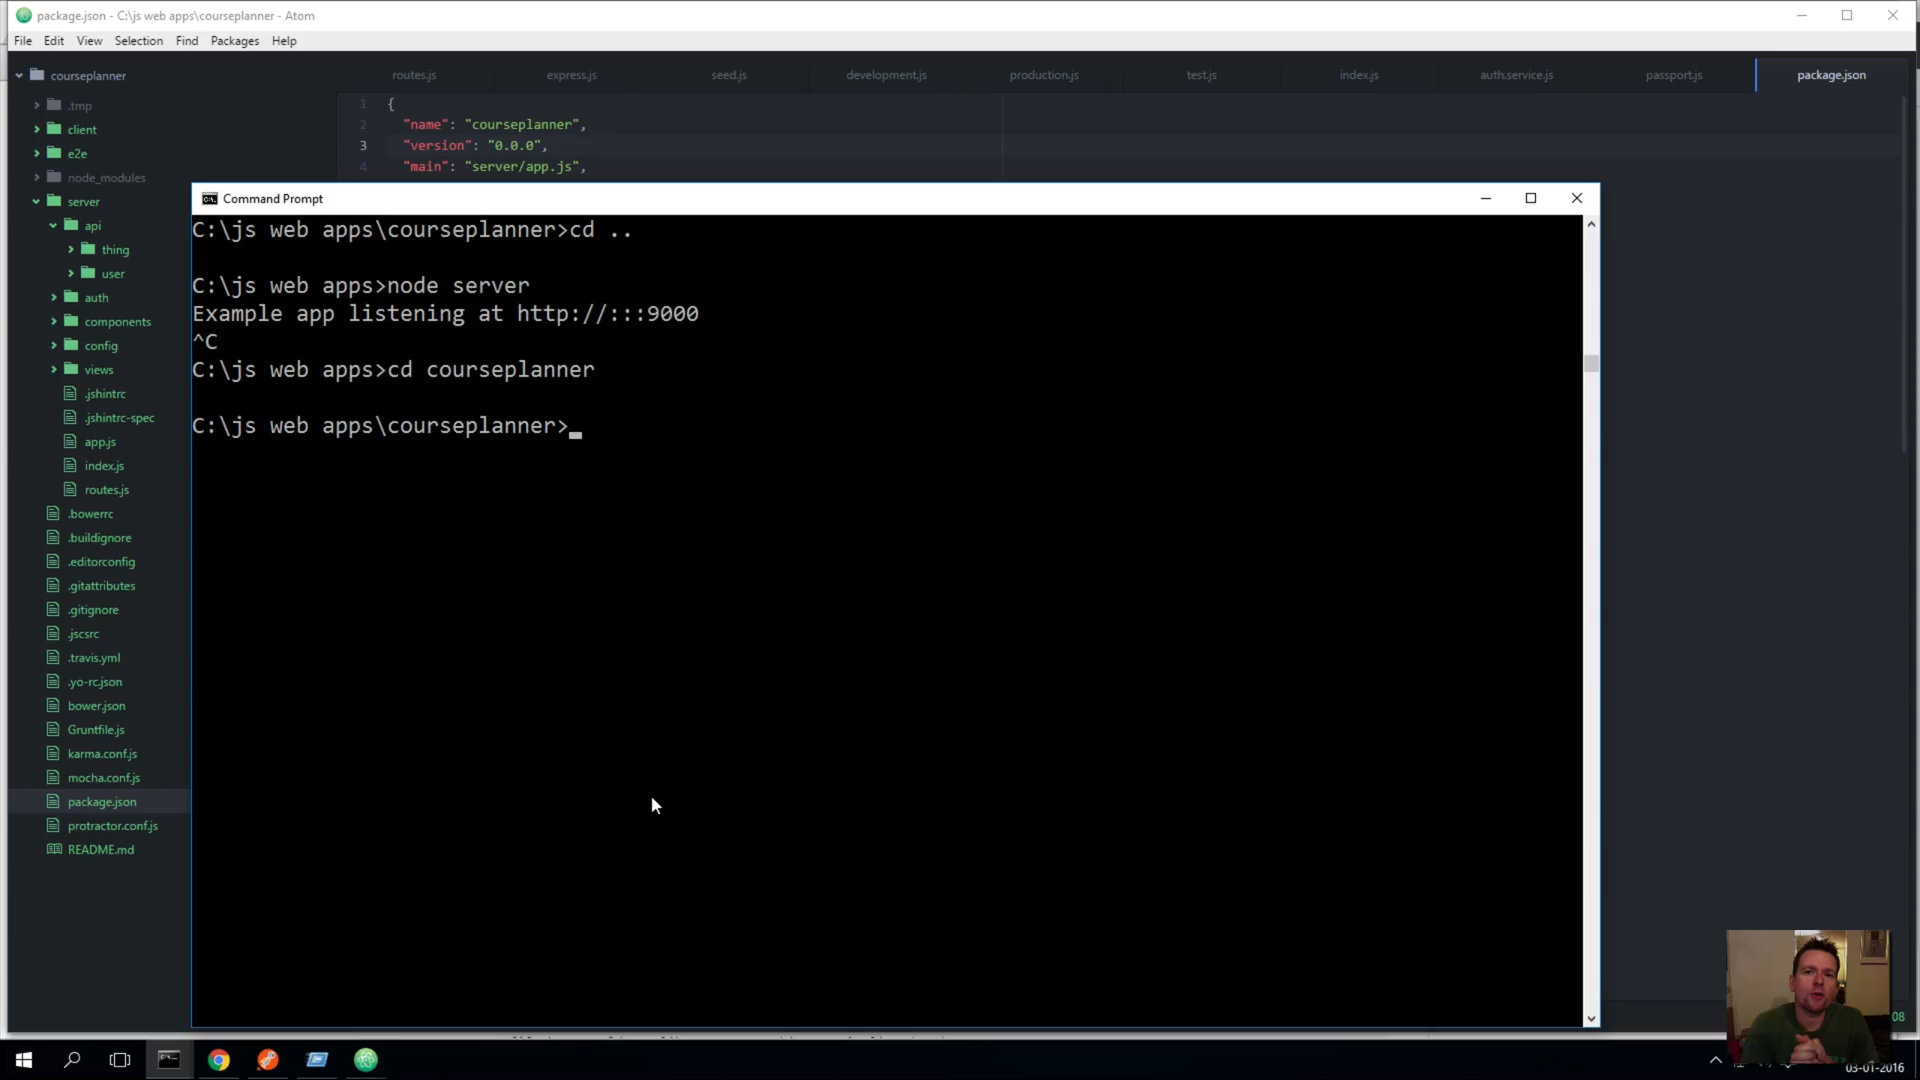 package.json - C:\js web apps\courseplanner - Atom
File Edit View Selection Find Packages Help
courseplanner
.tmp
client
e2e
node_modules
server
api
thing
user
auth
components
config
views
.jshintrc
.jshintrc-spec
app.js
index.js
routes.js
.bowerrc
.buildignore
.editorconfig
.gitattributes
.gitignore
.jscsrc
.travis.yml
.yo-rc.json
bower.json
Gruntfile.js
karma.conf.js
mocha.conf.js
package.json
protractor.conf.js
README.md
routes.js express.js seed.js development.js production.js test.js index.js auth.service.js passport.js package.json
1 {
2 "name": "courseplanner",
3 "version": "0.0.0",
4 "main": "server/app.js",
Command Prompt
C:\js web apps\courseplanner>cd ..
C:\js web apps>node server
Example app listening at http://:::9000
^C
C:\js web apps>cd courseplanner
C:\js web apps\courseplanner>
08
03-01-2016